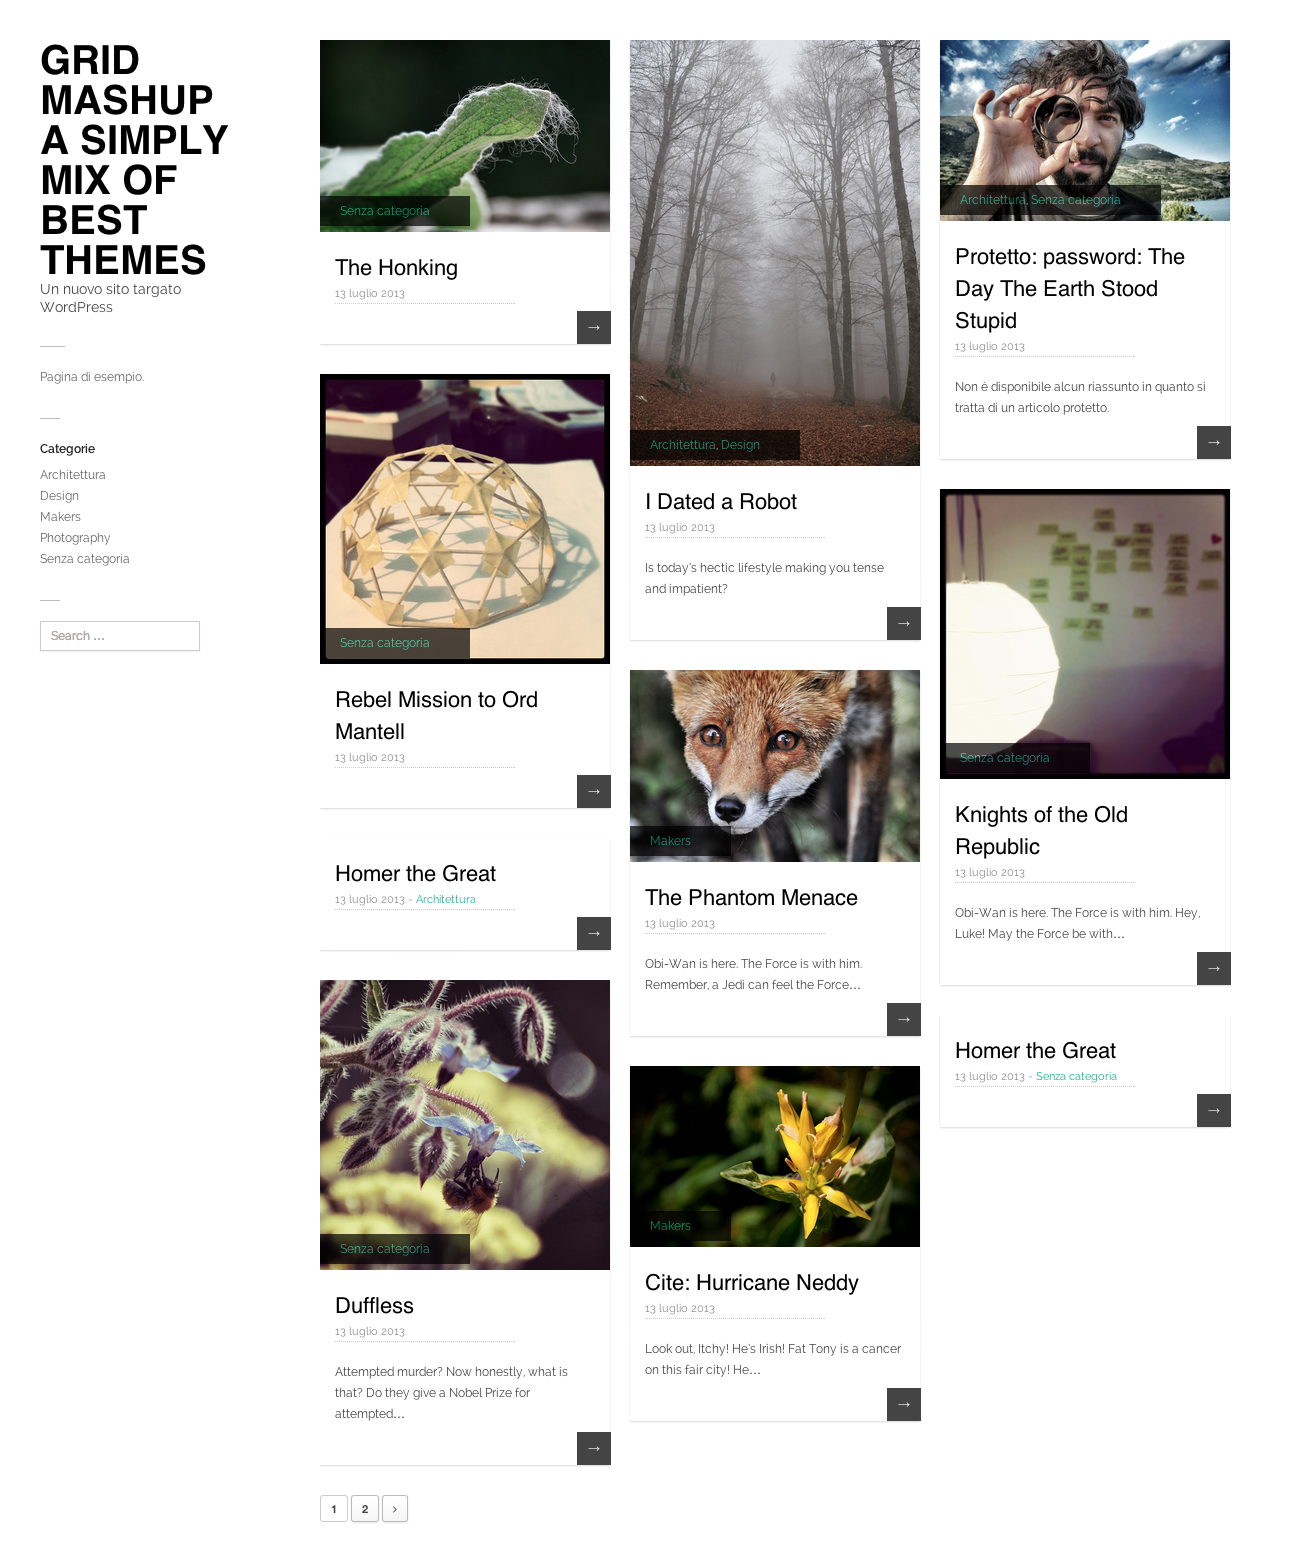 GRID
MASHUP
A SIMPLY
MIX OF
BEST
THEMES
Un nuovo sito targato
WordPress
Pagina di esempio.
Categorie
Architettura
Design
Makers
Photography
Senza categoria
Search ...
Senza categoria
The Honking
13 luglio 2013
→
Senza categoria
Rebel Mission to Ord
Mantell
13 luglio 2013
→
Homer the Great
13 luglio 2013 - Architettura
→
Senza categoria
Duffless
13 luglio 2013
Attempted murder? Now honestly, what is
that? Do they give a Nobel Prize for
attempted...
→
Architettura, Design
I Dated a Robot
13 luglio 2013
Is today's hectic lifestyle making you tense
and impatient?
→
Makers
The Phantom Menace
13 luglio 2013
Obi-Wan is here. The Force is with him.
Remember, a Jedi can feel the Force...
→
Makers
Cite: Hurricane Neddy
13 luglio 2013
Look out, Itchy! He's Irish! Fat Tony is a cancer
on this fair city! He...
→
Architettura, Senza categoria
Protetto: password: The
Day The Earth Stood
Stupid
13 luglio 2013
Non è disponibile alcun riassunto in quanto si
tratta di un articolo protetto.
→
Senza categoria
Knights of the Old
Republic
13 luglio 2013
Obi-Wan is here. The Force is with him. Hey,
Luke! May the Force be with...
→
Homer the Great
13 luglio 2013 - Senza categoria
→
1 2 ›